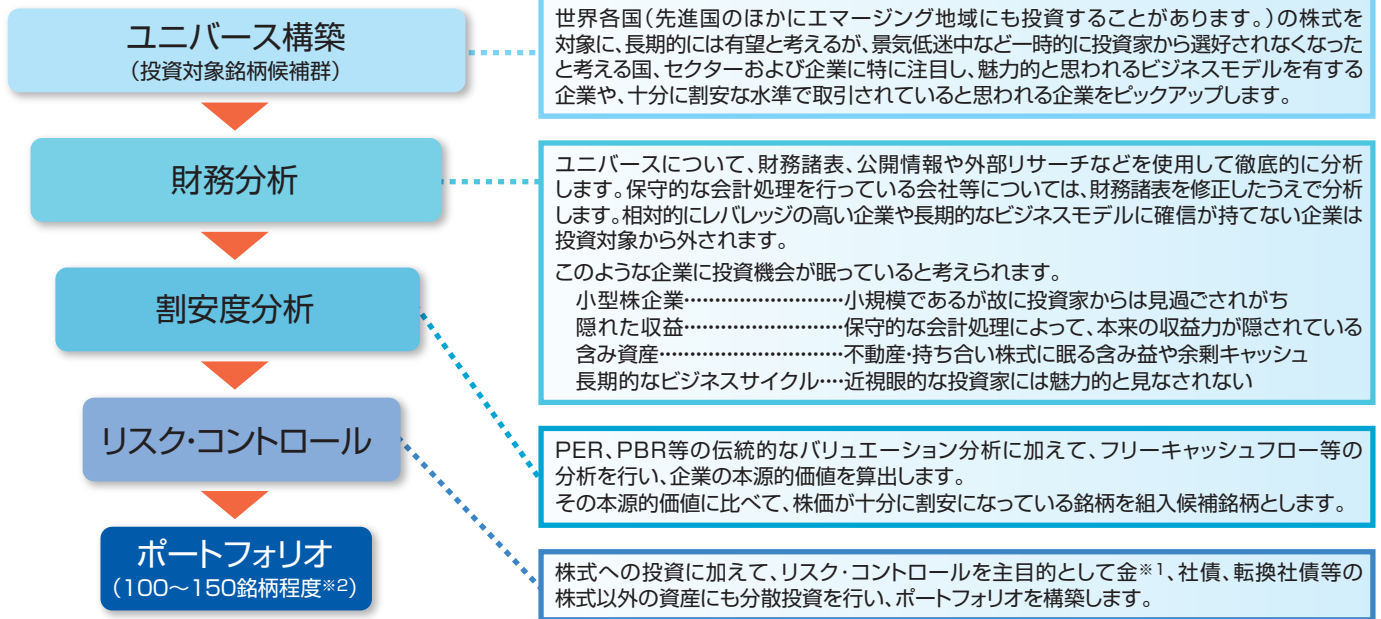 ユニバース構築
（投資対象銘柄候補群）
世界各国（先進国のほかにエマージング地域にも投資することがあります。）の株式を
対象に、長期的には有望と考えるが、景気低迷中など一時的に投資家から選好されなくなった
と考える国、セクターおよび企業に特に注目し、魅力的と思われるビジネスモデルを有する
企業や、十分に割安な水準で取引されていると思われる企業をピックアップします。
財務分析
ユニバースについて、財務諸表、公開情報や外部リサーチなどを使用して徹底的に分析
します。保守的な会計処理を行っている会社等については、財務諸表を修正したうえで分析
します。相対的にレバレッジの高い企業や長期的なビジネスモデルに確信が持てない企業は
投資対象から外されます。
このような企業に投資機会が眠っていると考えられます。
小型株企業………………………小規模であるが故に投資家からは見過ごされがち
隠れた収益………………………保守的な会計処理によって、本来の収益力が隠されている
含み資産…………………………不動産・持ち合い株式に眠る含み益や余剰キャッシュ
長期的なビジネスサイクル‥‥近視眼的な投資家には魅力的と見なされない
割安度分析
PER、PBR等の伝統的なバリュエーション分析に加えて、フリーキャッシュフロー等の
分析を行い、企業の本源的価値を算出します。
その本源的価値に比べて、株価が十分に割安になっている銘柄を組入候補銘柄とします。
リスク・コントロール
株式への投資に加えて、リスク・コントロールを主目的として金※1、社債、転換社債等の
株式以外の資産にも分散投資を行い、ポートフォリオを構築します。
ポートフォリオ
（100～150銘柄程度※2）